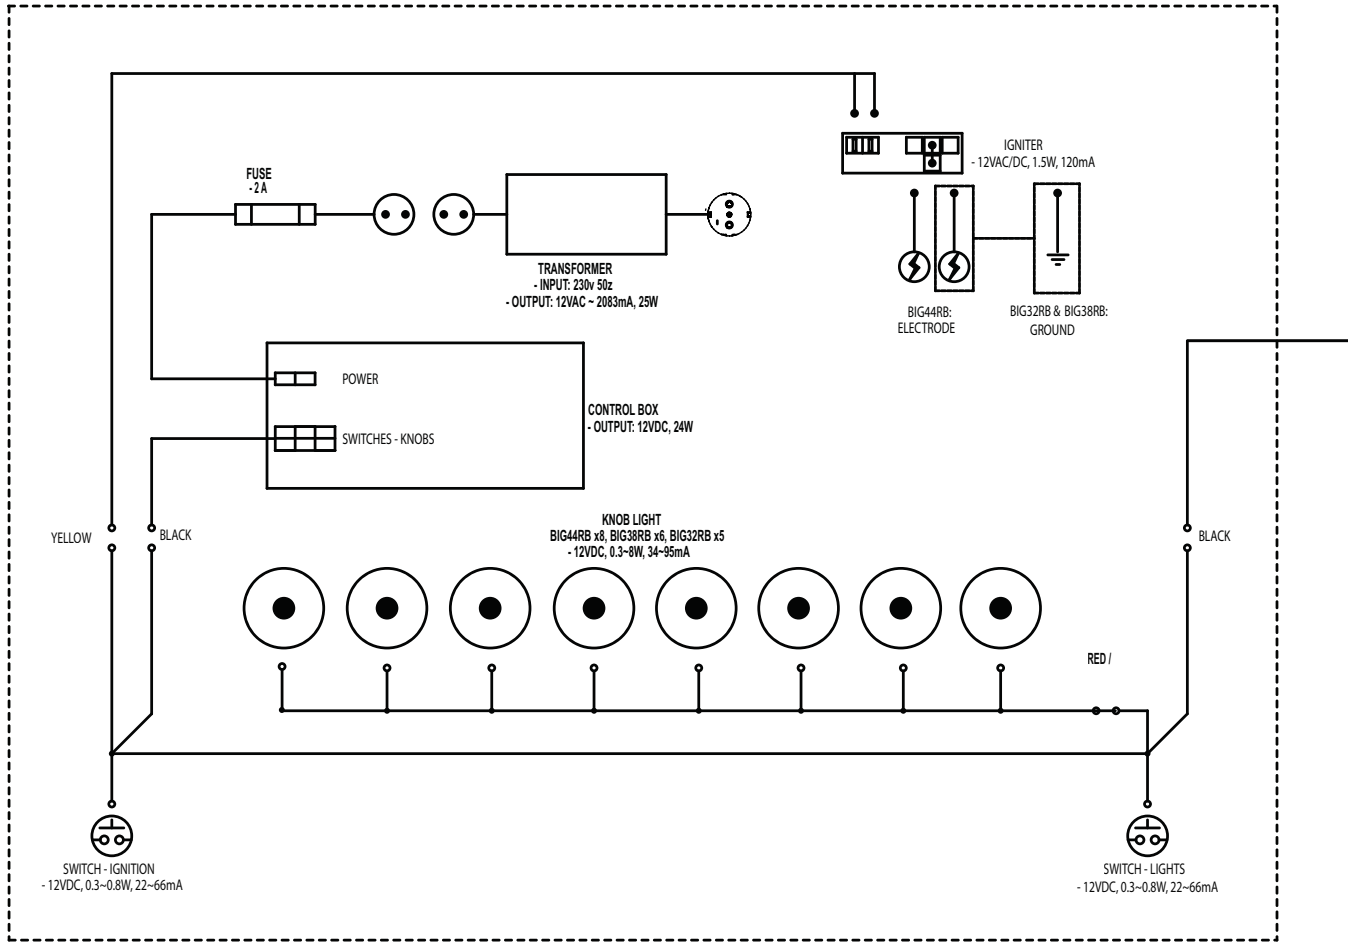 IGNITER
- 12VAC/DC, 1.5W, 120mA
FUSE
- 2 A
TRANSFORMER
- INPUT: 230v 50z
- OUTPUT: 12VAC ~ 2083mA, 25W
BIG44RB:
ELECTRODE
BIG32RB & BIG38RB:
GROUND
POWER
CONTROL BOX
- OUTPUT: 12VDC, 24W
SWITCHES - KNOBS
KNOB LIGHT
BIG44RB x8, BIG38RB x6, BIG32RB x5
- 12VDC, 0.3~8W, 34~95mA
YELLOW
BLACK
BLACK
RED /
SWITCH - IGNITION
- 12VDC, 0.3~0.8W, 22~66mA
SWITCH - LIGHTS
- 12VDC, 0.3~0.8W, 22~66mA